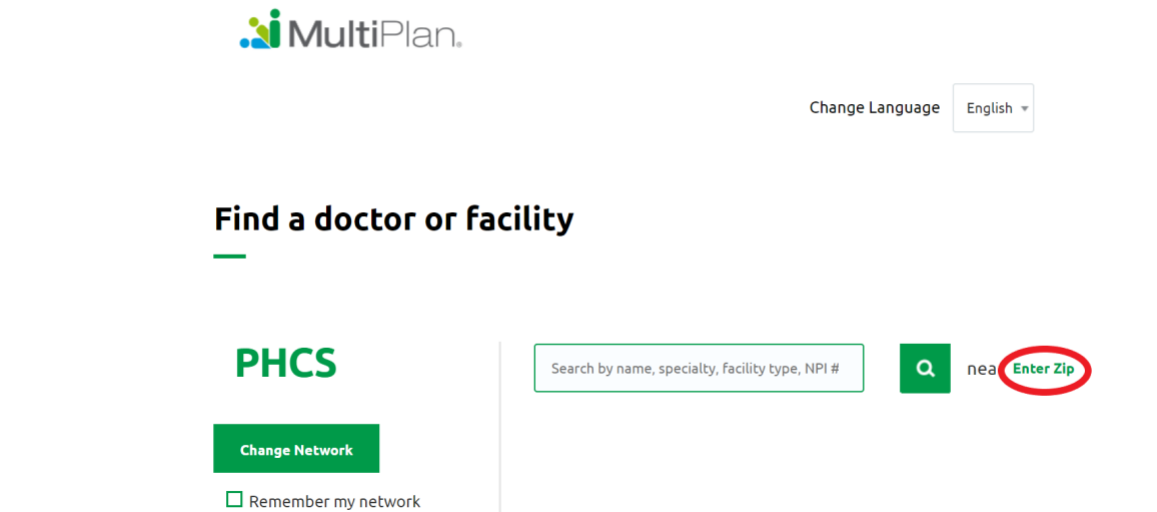 MultiPlan.
Change Language English
Find a doctor or facility
PHCS
Search by name, specialty, facility type, NPI # nea Enter Zip
Change Network
Remember my network